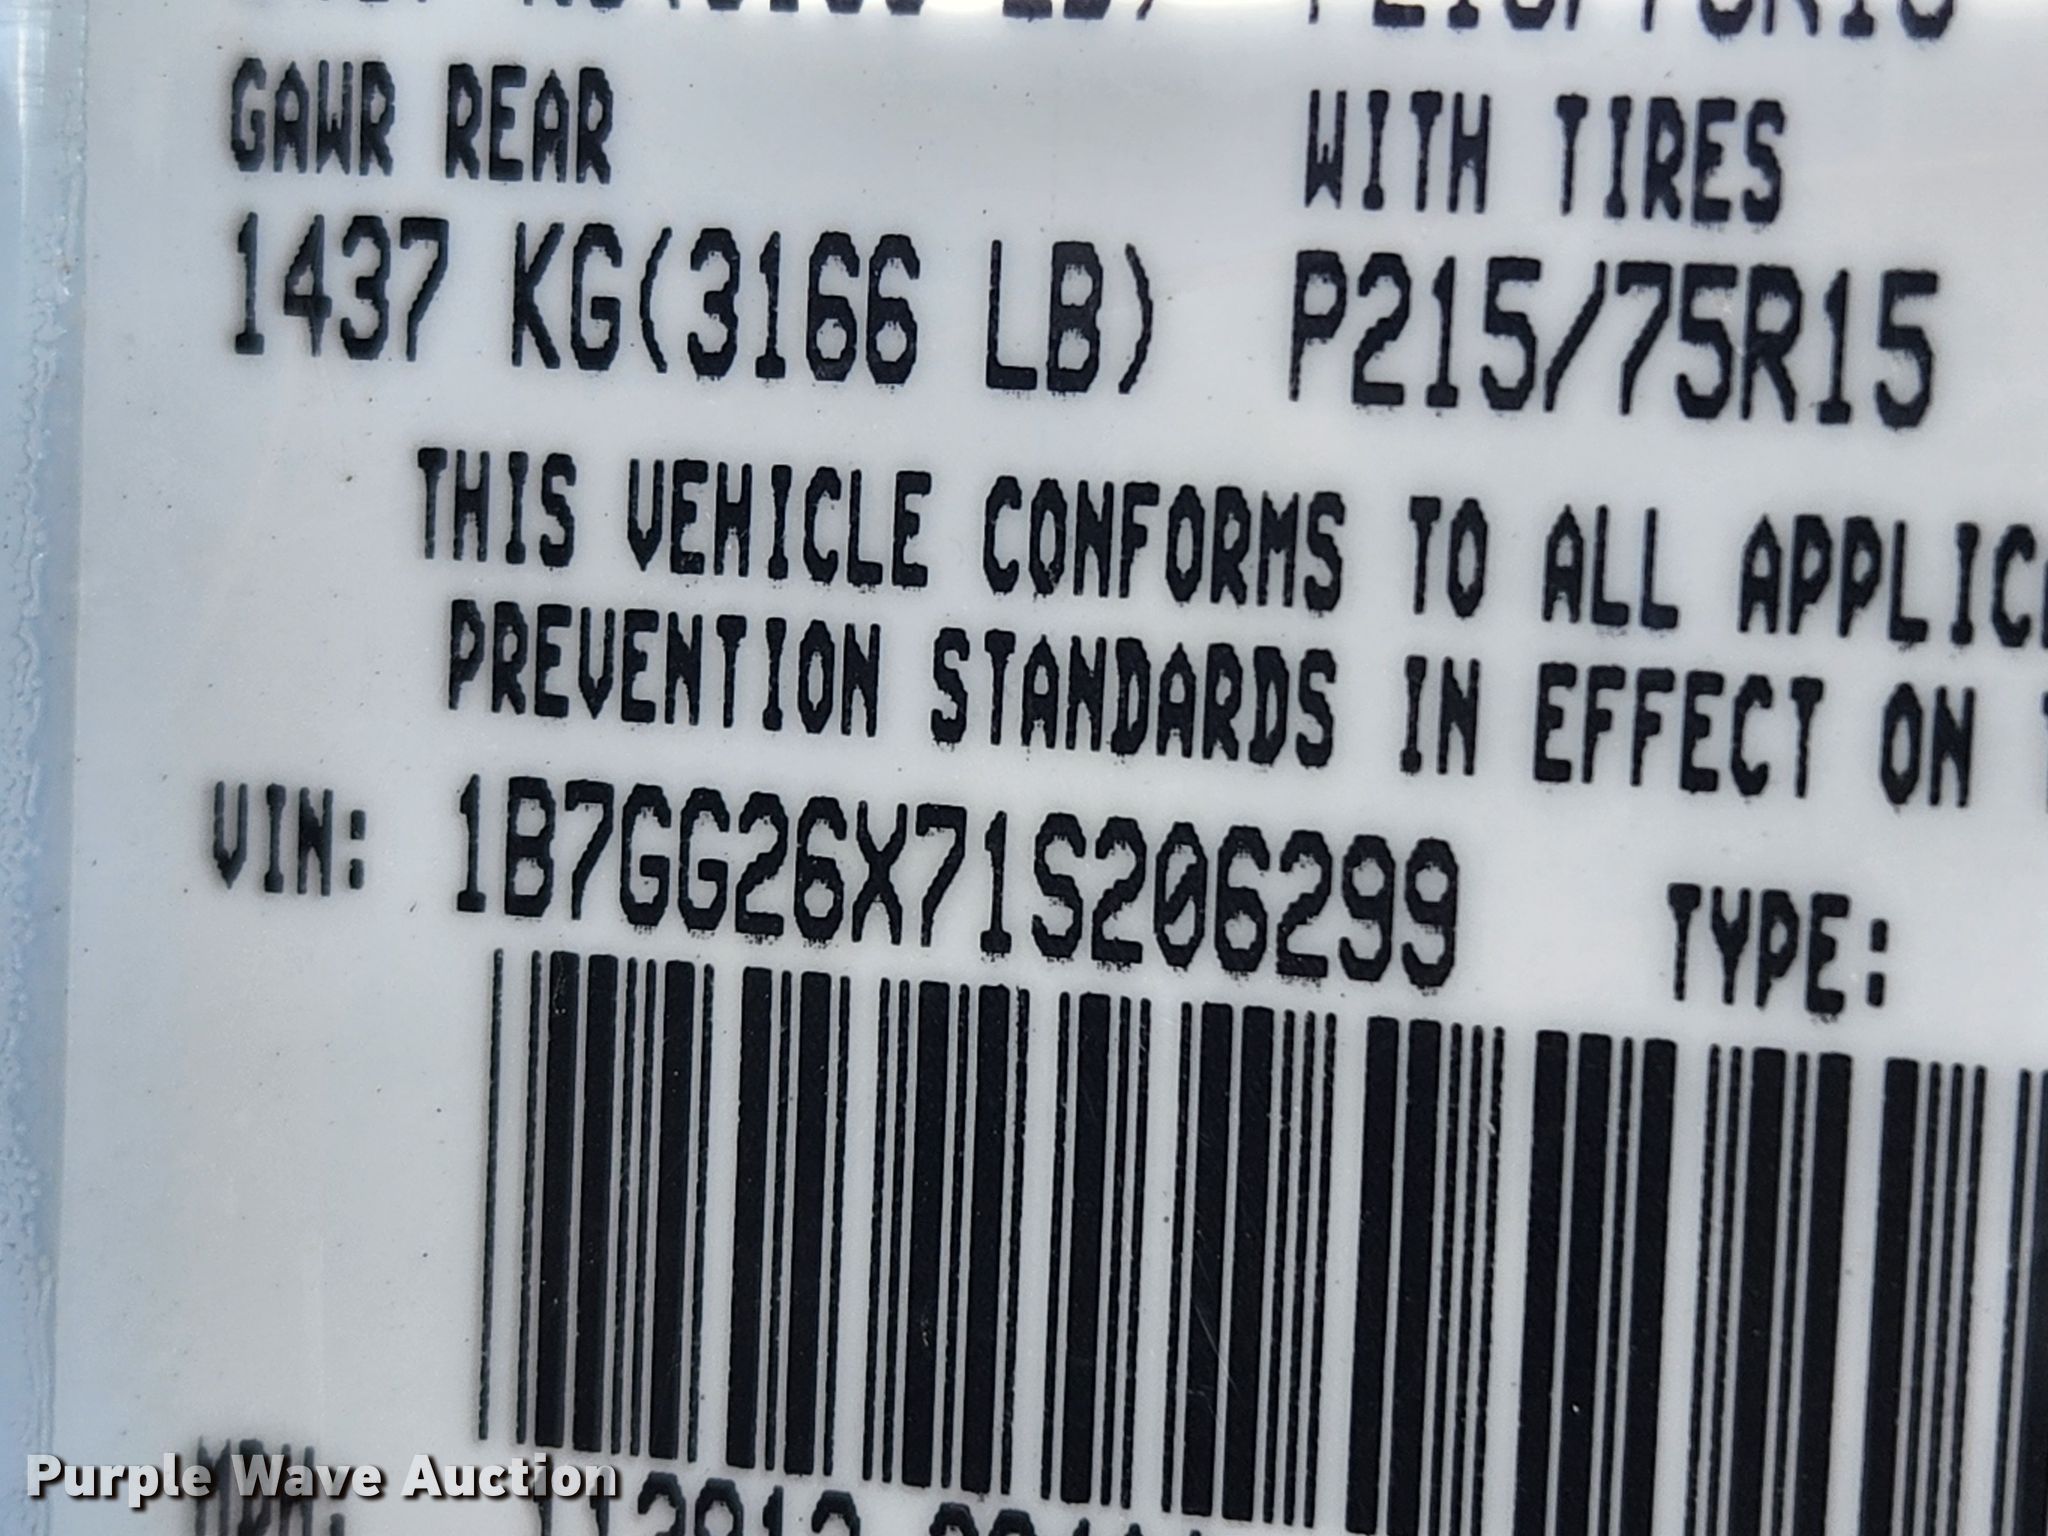 GAWR REAR WITH TIRES
1437 KG(3166 LB) P215/75R15
THIS VEHICLE CONFORMS TO ALL
PREVENTION STANDARDS IN EFFECT ON
VIN: 1B7GG26X71S206299 TYPE:
Purple Wave Auction